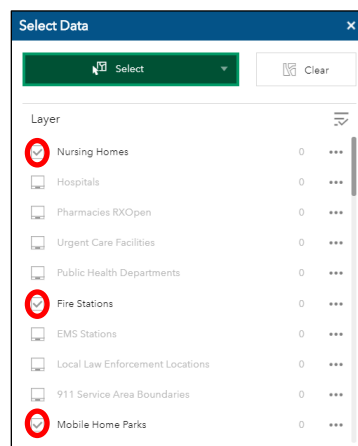 Select Data ×
Select Clear
Layer
Nursing Homes 0
Hospitals 0
Pharmacies RXOpen 0
Urgent Care Facilities 0
Public Health Departments 0
Fire Stations 0
EMS Stations 0
Local Law Enforcement Locations 0
911 Service Area Boundaries 0
Mobile Home Parks 0